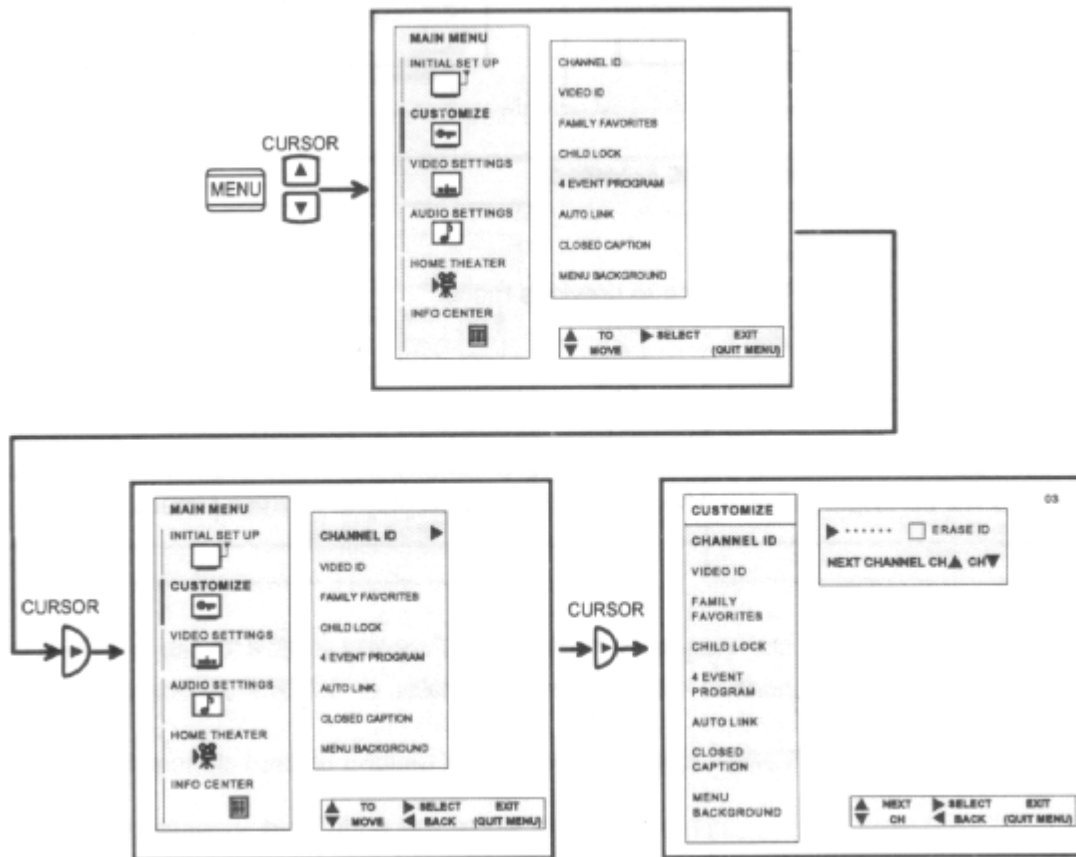 MAIN MENU
INITIAL SET UP
CUSTOMIZE
VIDEO SETTINGS
AUDIO SETTINGS
HOME THEATER
INFO CENTER
CHANNEL ID
VIDEO ID
FAMILY FAVORITES
CHILD LOCK
4 EVENT PROGRAM
AUTO LINK
CLOSED CAPTION
MENU BACKGROUND
▲ TO ▶ SELECT EXIT
▼ MOVE (QUIT MENU)
CURSOR
MENU
CURSOR
MAIN MENU
INITIAL SET UP
CUSTOMIZE
VIDEO SETTINGS
AUDIO SETTINGS
HOME THEATER
INFO CENTER
CHANNEL ID ▶
VIDEO ID
FAMILY FAVORITES
CHILD LOCK
4 EVENT PROGRAM
AUTO LINK
CLOSED CAPTION
MENU BACKGROUND
▲ TO ▶ SELECT EXIT
▼ MOVE ◀ BACK (QUIT MENU)
CURSOR
03
CUSTOMIZE
CHANNEL ID
VIDEO ID
FAMILY
FAVORITES
CHILD LOCK
4 EVENT
PROGRAM
AUTO LINK
CLOSED
CAPTION
MENU
BACKGROUND
▶ · · · · · · ERASE ID
NEXT CHANNEL CH▲ CH▼
▲ NEXT ▶ SELECT EXIT
▼ CH ◀ BACK (QUIT MENU)